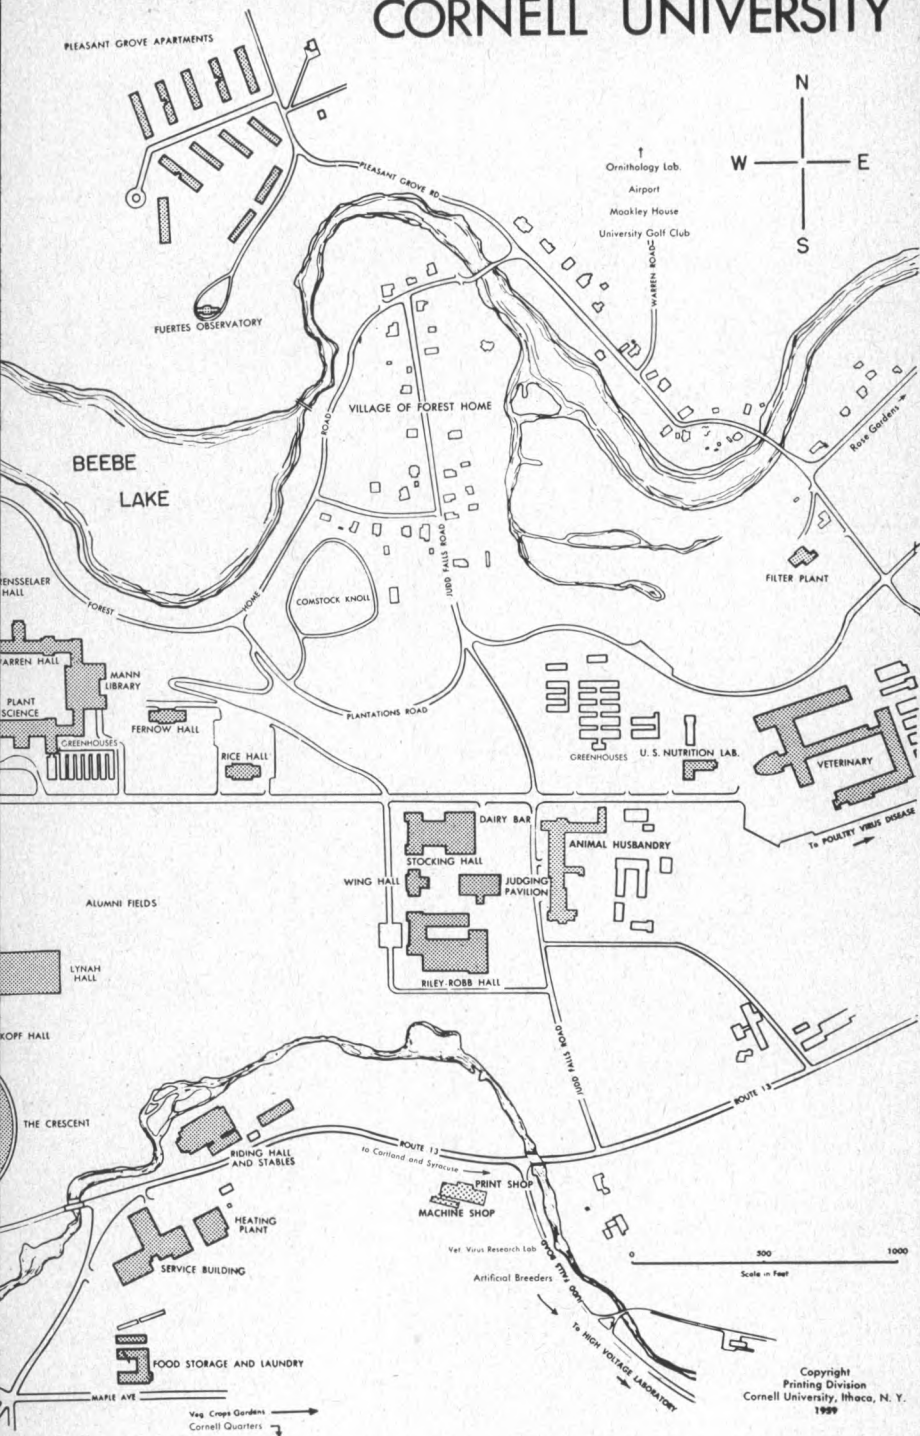 CORNELL UNIVERSITY
PLEASANT GROVE APARTMENTS
N
W
E
S
↑
Ornithology Lab.
Airport
Moakley House
University Golf Club
WARREN ROAD
PLEASANT GROVE RD.
FUERTES OBSERVATORY
ROAD
VILLAGE OF FOREST HOME
Rose Gardens →
BEEBE
LAKE
JUDD FALLS ROAD
FILTER PLANT
RENSSELAER
HALL
FOREST
HOME
COMSTOCK KNOLL
WARREN HALL
MANN
LIBRARY
PLANT
SCIENCE
FERNOW HALL
GREENHOUSES
PLANTATIONS ROAD
RICE HALL
GREENHOUSES
U. S. NUTRITION LAB.
VETERINARY
To POULTRY VIRUS DISEASE
DAIRY BAR
STOCKING HALL
ANIMAL HUSBANDRY
WING HALL
JUDGING
PAVILION
ALUMNI FIELDS
LYNAH
HALL
RILEY-ROBB HALL
KOPF HALL
JUDD FALLS ROAD
ROUTE 13
THE CRESCENT
RIDING HALL
AND STABLES
ROUTE 13
to Cortland and Syracuse
PRINT SHOP
MACHINE SHOP
HEATING
PLANT
SERVICE BUILDING
Vet. Virus Research Lab
Artificial Breeders
JUDD FALLS ROAD
To HIGH VOLTAGE LABORATORY
0 500 1000
Scale in Feet
FOOD STORAGE AND LAUNDRY
MAPLE AVE
Veg. Crops Gardens
Cornell Quarters
Copyright
Printing Division
Cornell University, Ithaca, N. Y.
1959